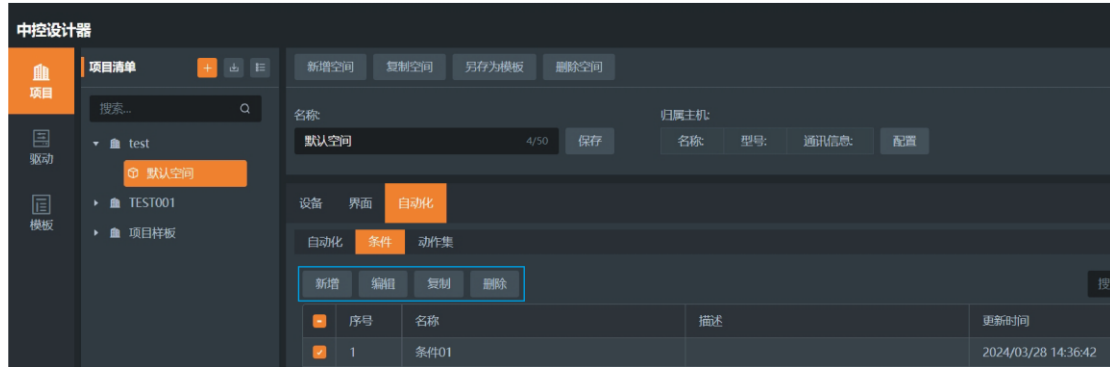 中控设计器
项目
驱动
模板
项目清单
搜索...
test
默认空间
TEST001
项目样板
新增空间 复制空间 另存为模板 删除空间
名称: 归属主机:
默认空间 4/50 保存 名称: 型号: 通讯信息: 配置
设备 界面 自动化
自动化 条件 动作集
新增 编辑 复制 删除 搜
序号 名称 描述 更新时间
1 条件01 2024/03/28 14:36:42